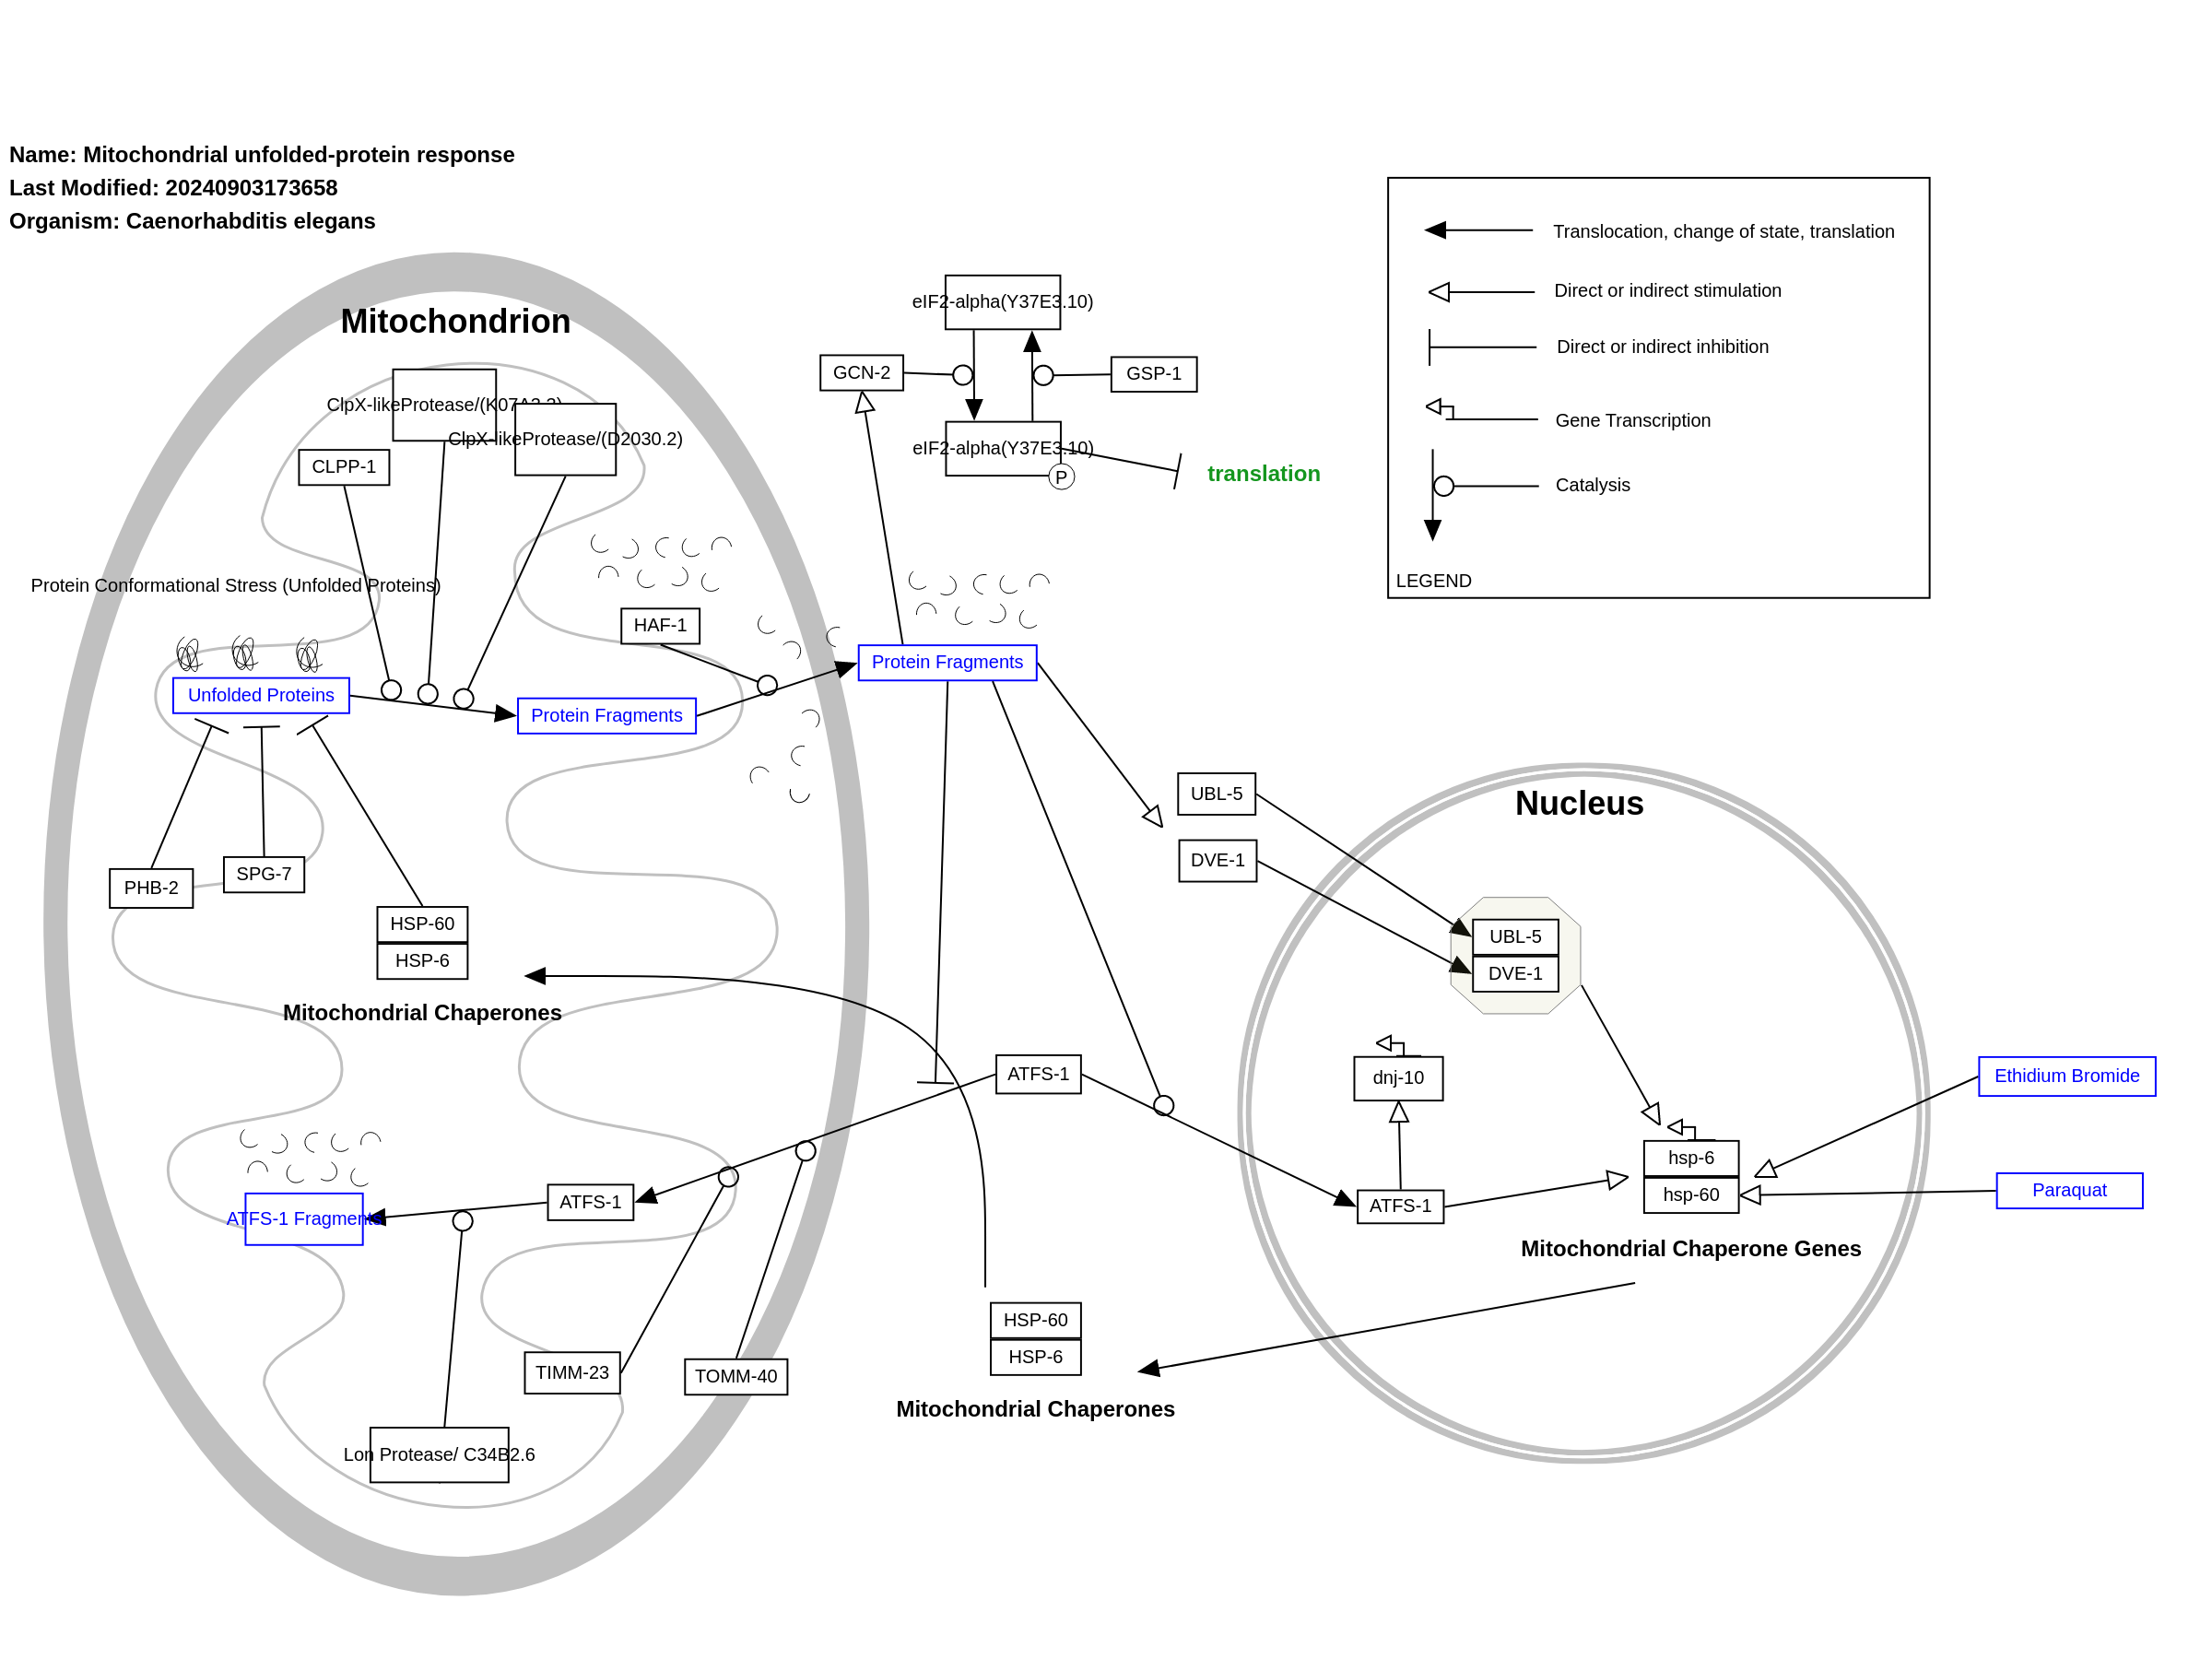 Name: Mitochondrial unfolded-protein response
Last Modified: 20240903173658
Organism: Caenorhabditis elegans
Mitochondrion
ClpX-likeProtease/(K07A3.3)
ClpX-likeProtease/(D2030.2)
CLPP-1
Protein Conformational Stress (Unfolded Proteins)
HAF-1
Unfolded Proteins
Protein Fragments
PHB-2
SPG-7
HSP-60
HSP-6
Mitochondrial Chaperones
ATFS-1 Fragments
ATFS-1
TIMM-23
TOMM-40
Lon Protease/ C34B2.6
eIF2-alpha(Y37E3.10)
GCN-2
GSP-1
eIF2-alpha(Y37E3.10)
P
translation
Protein Fragments
UBL-5
DVE-1
ATFS-1
HSP-60
HSP-6
Mitochondrial Chaperones
Translocation, change of state, translation
Direct or indirect stimulation
Direct or indirect inhibition
Gene Transcription
Catalysis
LEGEND
Nucleus
UBL-5
DVE-1
dnj-10
ATFS-1
hsp-6
hsp-60
Mitochondrial Chaperone Genes
Ethidium Bromide
Paraquat